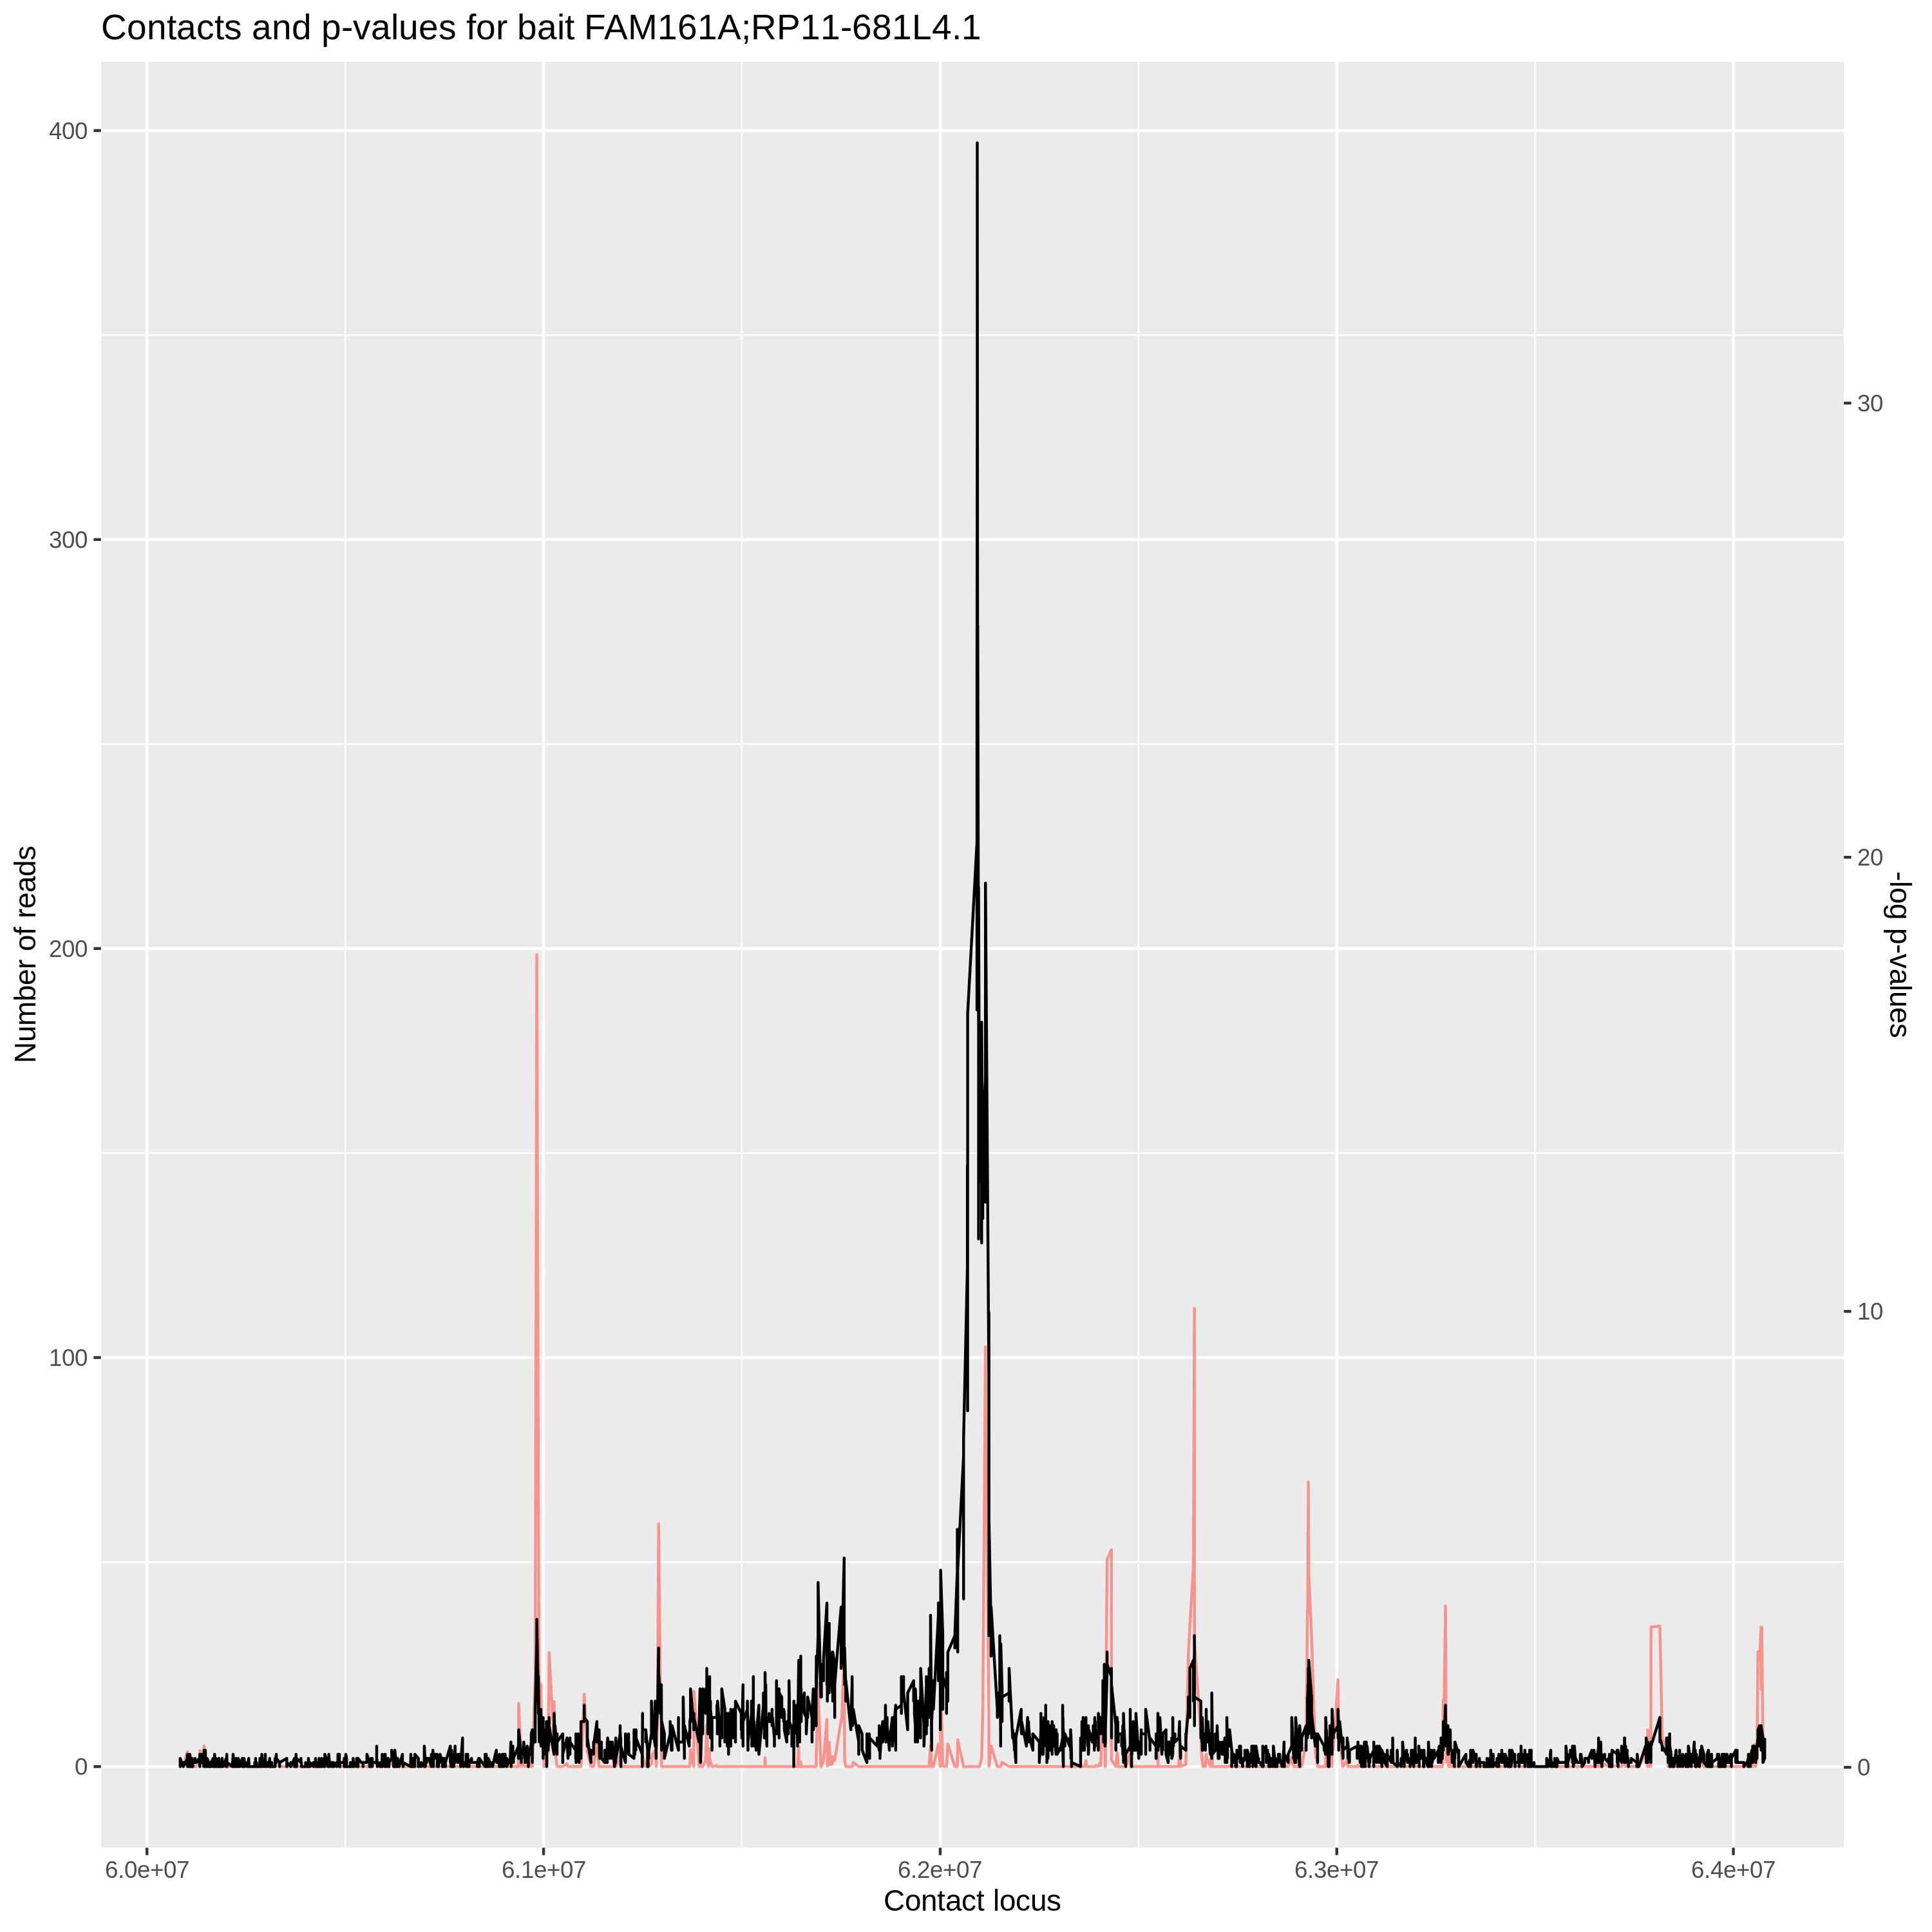 Contacts and p-values for bait FAM161A;RP11-681L4.1
400
300
200
100
0
Number of reads
30
20
10
0
-log p-values
6.0e+07
6.1e+07
6.2e+07
6.3e+07
6.4e+07
Contact locus